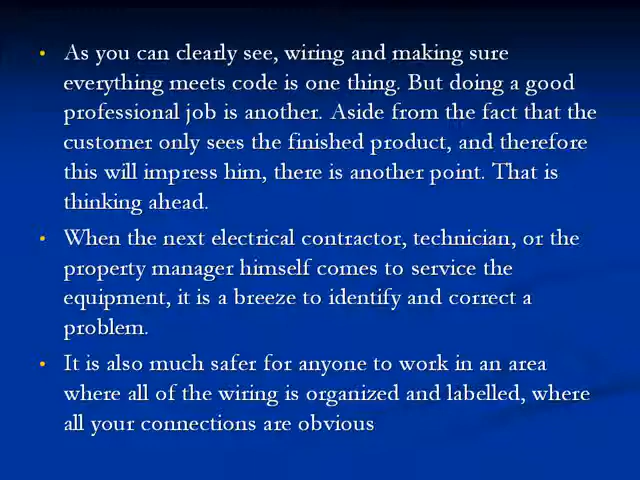 • As you can clearly see, wiring and making sure
everything meets code is one thing. But doing a good
professional job is another. Aside from the fact that the
customer only sees the finished product, and therefore
this will impress him, there is another point. That is
thinking ahead.
• When the next electrical contractor, technician, or the
property manager himself comes to service the
equipment, it is a breeze to identify and correct a
problem.
• It is also much safer for anyone to work in an area
where all of the wiring is organized and labelled, where
all your connections are obvious